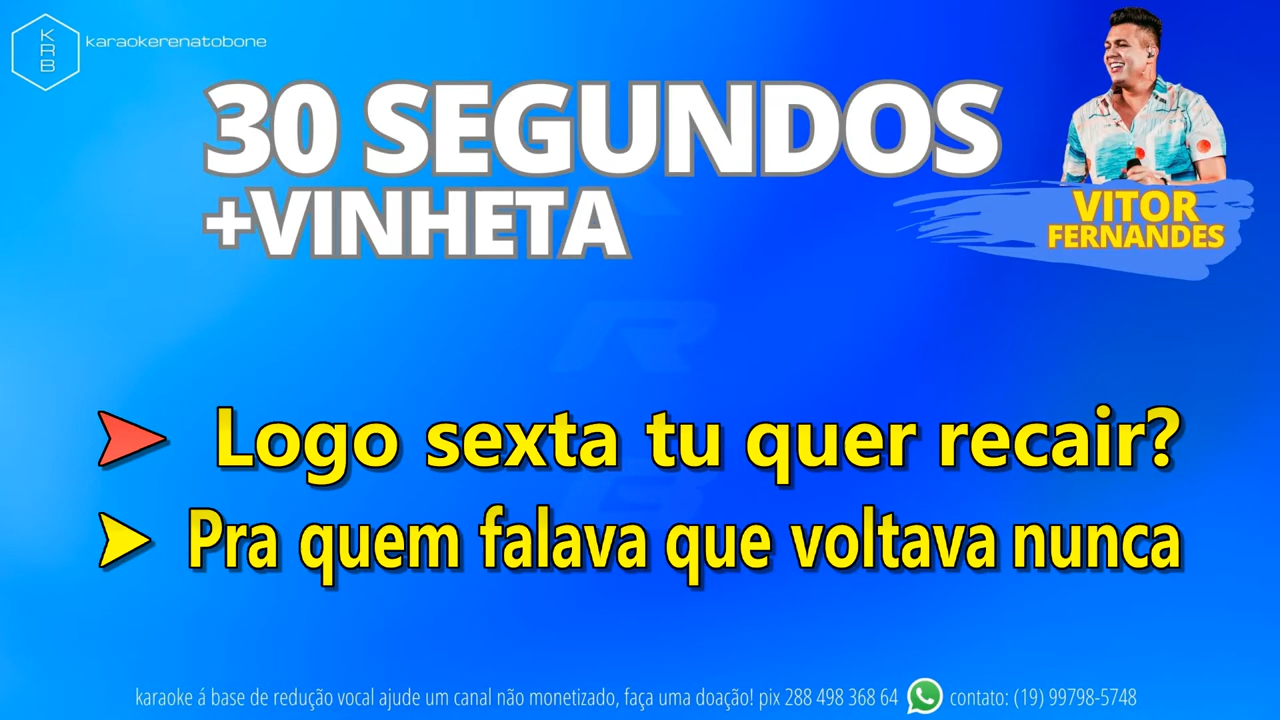 KRB
karaokerenatobone
30 SEGUNDOS
+VINHETA
VITOR
FERNANDES
Logo sexta tu quer recair?
Pra quem falava que voltava nunca
karaoke á base de redução vocal ajude um canal não monetizado, faça uma doação! pix 288 498 368 64 contato: (19) 99798-5748